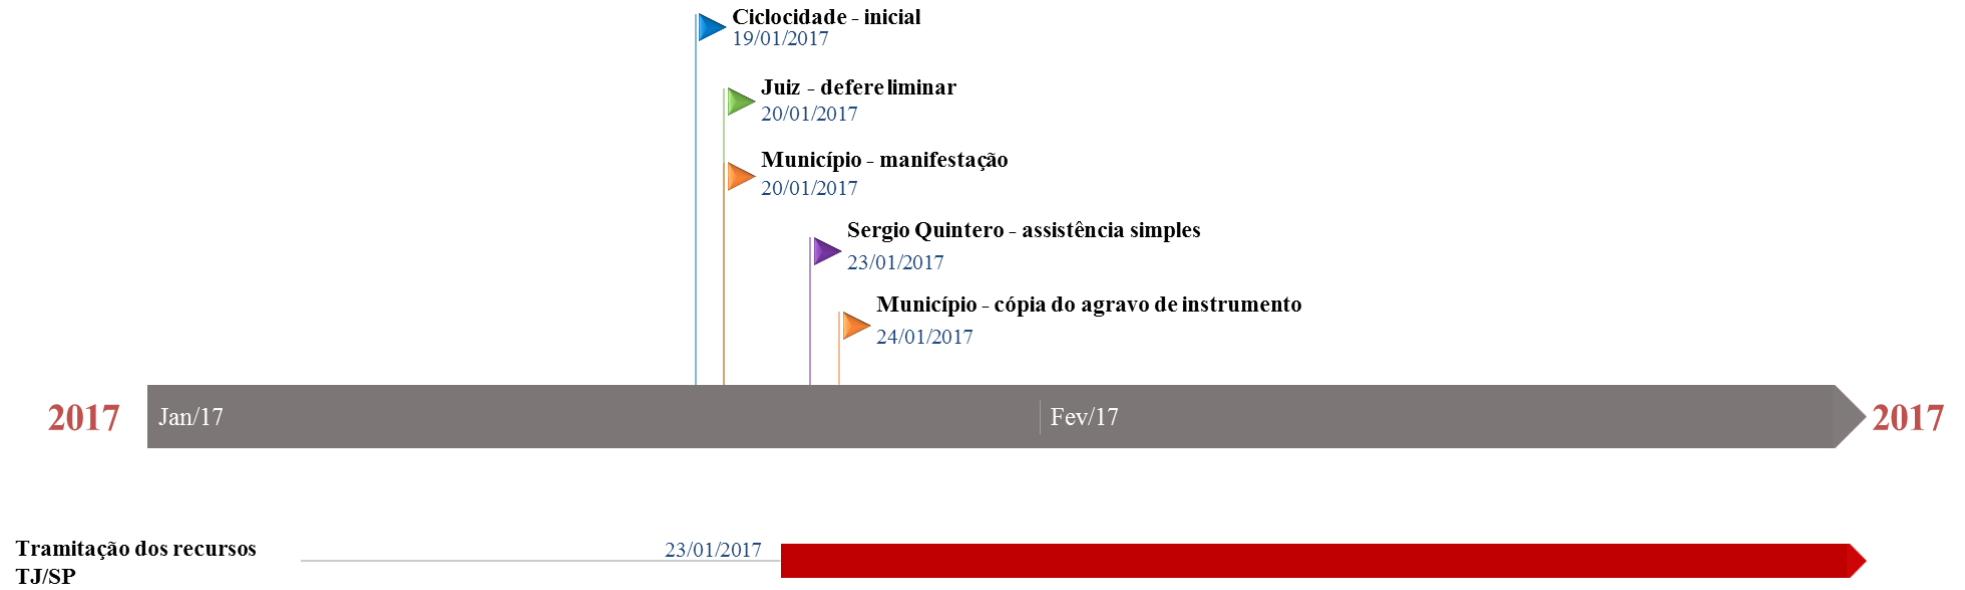 Ciclocidade - inicial
19/01/2017
Juiz - defere liminar
20/01/2017
Município - manifestação
20/01/2017
Sergio Quintero - assistência simples
23/01/2017
Município - cópia do agravo de instrumento
24/01/2017
2017 Jan/17 Fev/17 2017
Tramitação dos recursos
TJ/SP
23/01/2017